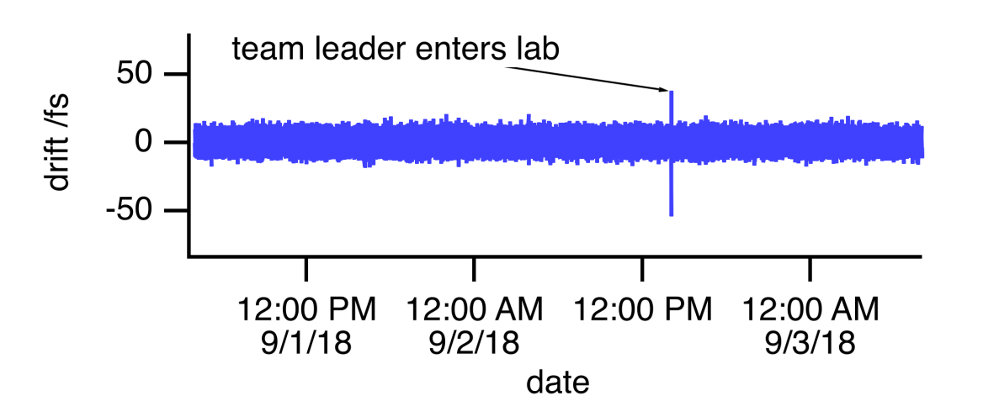 team leader enters lab
50
0
-50
drift /fs
12:00 PM 12:00 AM 12:00 PM 12:00 AM
9/1/18 9/2/18 9/3/18
date